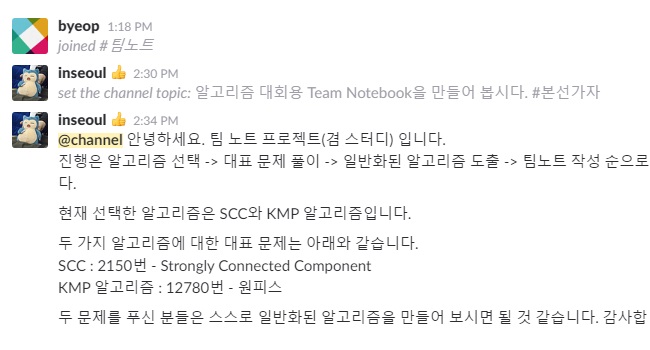 byeop 1:18 PM
joined #팀노트
inseoul 👍 2:30 PM
set the channel topic: 알고리즘 대회용 Team Notebook을 만들어 봅시다. #본선가자
inseoul 👍 2:34 PM
@channel 안녕하세요. 팀 노트 프로젝트(겸 스터디) 입니다.
진행은 알고리즘 선택 -> 대표 문제 풀이 -> 일반화된 알고리즘 도출 -> 팀노트 작성 순으로
다.
현재 선택한 알고리즘은 SCC와 KMP 알고리즘입니다.
두 가지 알고리즘에 대한 대표 문제는 아래와 같습니다.
SCC : 2150번 - Strongly Connected Component
KMP 알고리즘 : 12780번 - 원피스
두 문제를 푸신 분들은 스스로 일반화된 알고리즘을 만들어 보시면 될 것 같습니다. 감사합